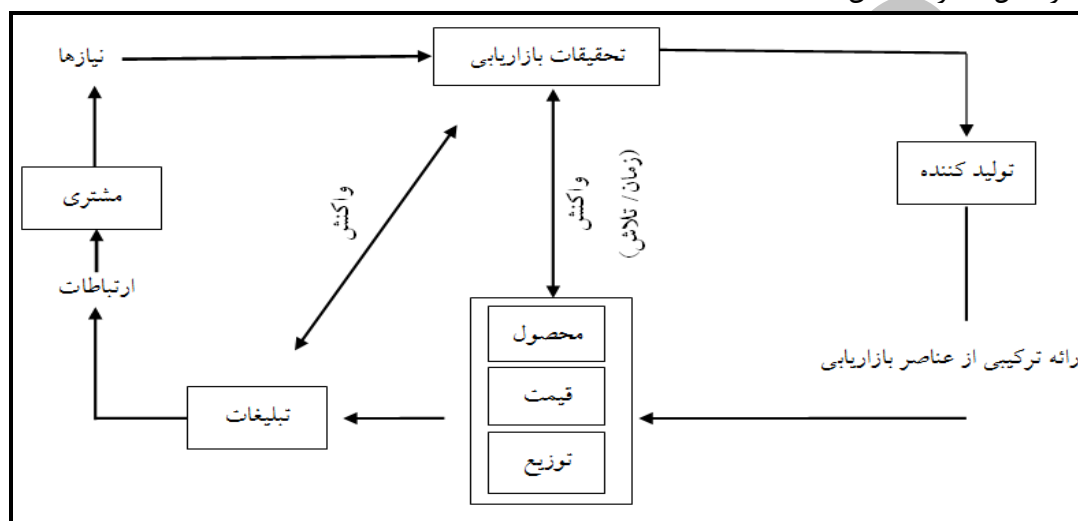 تحقیقات بازاریابی
نیازها
تولید کننده
مشتری
واکنش
واکنش
(زمان/ تلاش)
ارتباطات
محصول
رائه ترکیبی از عناصر بازاریابی
قیمت
تبلیغات
توزیع